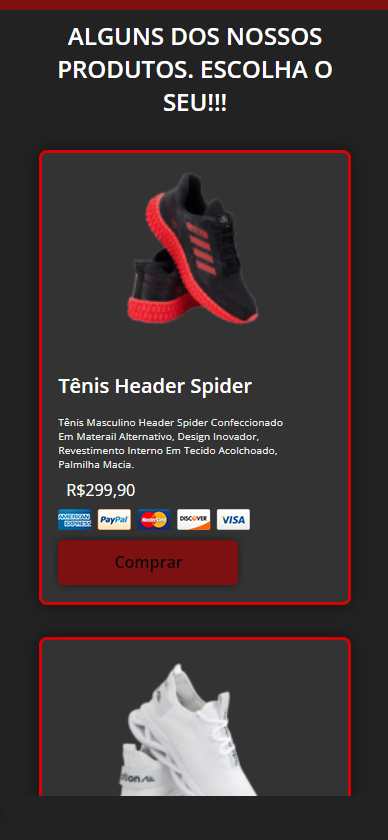 ALGUNS DOS NOSSOS
PRODUTOS. ESCOLHA O
SEU!!!
Tênis Header Spider
Tênis Masculino Header Spider Confeccionado
Em Materail Alternativo, Design Inovador,
Revestimento Interno Em Tecido Acolchoado,
Palmilha Macia.
R$299,90
AMERICAN EXPRESS PayPal MasterCard DISCOVER VISA
Comprar